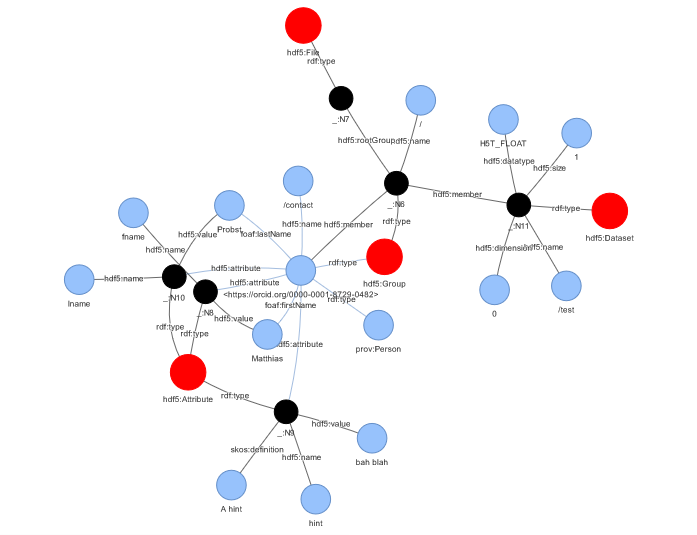 hdf5:File
rdf:type
_:N7
/
hdf5:rootGroup
hdf5:name
H5T_FLOAT
1
hdf5:datatype
hdf5:size
/contact
_:N6
hdf5:member
rdf:type
hdf5:Dataset
_:N11
fname
Probst
hdf5:value
foaf:lastName
hdf5:name
hdf5:member
rdf:type
hdf5:name
hdf5:dimension
hdf5:name
hdf5:attribute
rdf:type
lname
hdf5:name
_:N10
hdf5:attribute
hdf5:Group
<https://orcid.org/0000-0001-8729-0482>
rdf:type
foaf:firstName
_:N8
hdf5:value
0
/test
rdf:type
rdf:type
hdf5:attribute
Matthias
prov:Person
hdf5:Attribute
rdf:type
_:N9
hdf5:value
skos:definition
hdf5:name
bah blah
A hint
hint